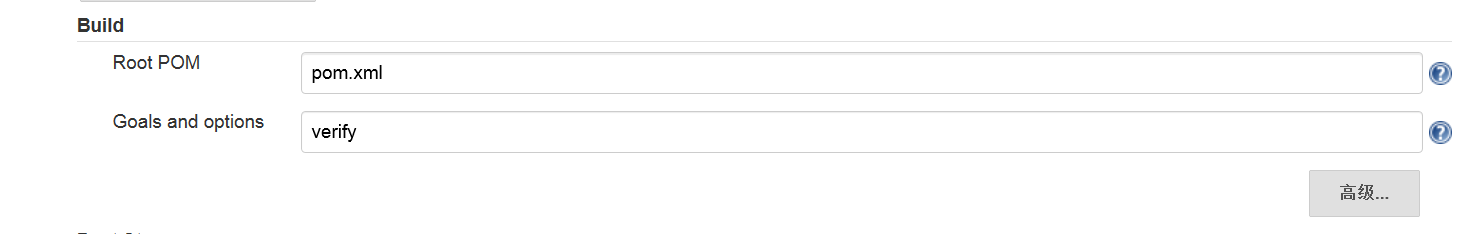 Build
Root POM
pom.xml
Goals and options
verify
高级...